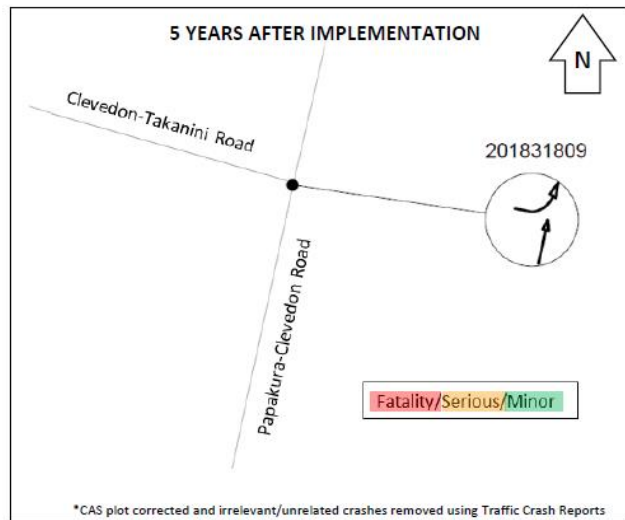 5 YEARS AFTER IMPLEMENTATION
N
Clevedon-Takanini Road
201831809
Papakura-Clevedon Road
Fatality/Serious/Minor
*CAS plot corrected and irrelevant/unrelated crashes removed using Traffic Crash Reports